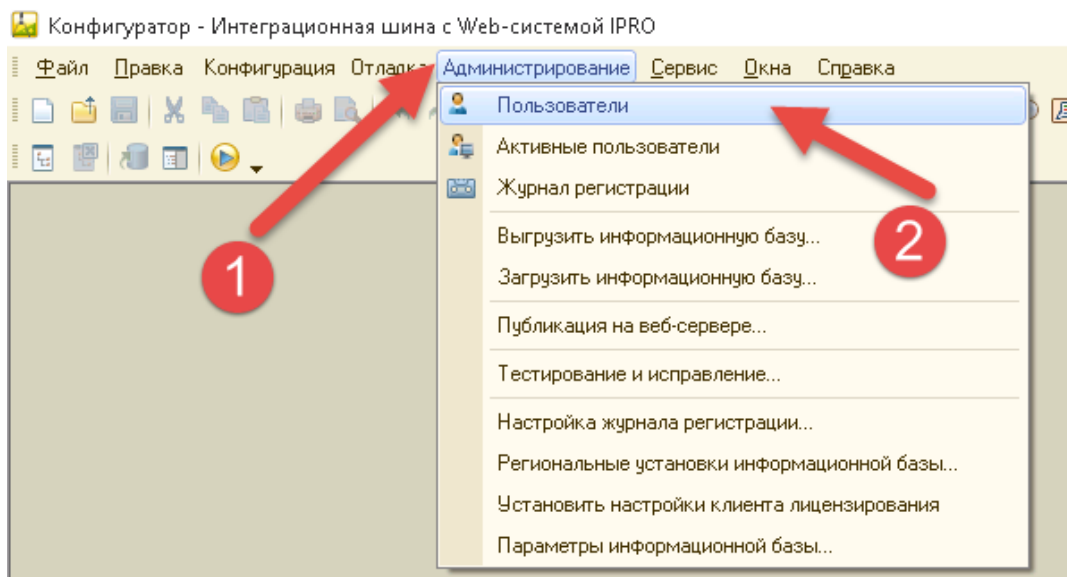 Конфигуратор - Интеграционная шина с Web-системой IPRO
Файл Правка Конфигурация Отладка Администрирование Сервис Окна Справка
Пользователи
Активные пользователи
Журнал регистрации
Выгрузить информационную базу...
2
Загрузить информационную базу...
1
Публикация на веб-сервере...
Тестирование и исправление...
Настройка журнала регистрации...
Региональные установки информационной базы...
Установить настройки клиента лицензирования
Параметры информационной базы...